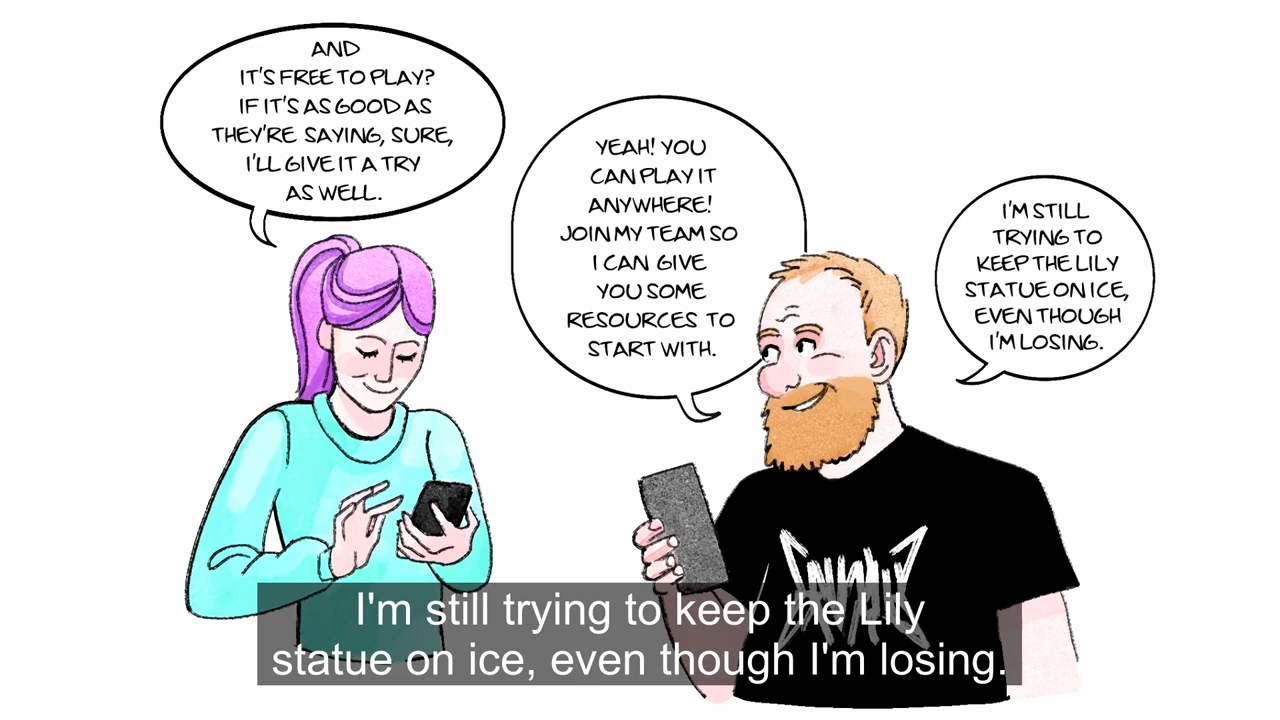 AND
IT'S FREE TO PLAY?
IF IT'S AS GOOD AS
THEY'RE SAYING, SURE,
I'LL GIVE IT A TRY
AS WELL.
YEAH! YOU
CAN PLAY IT
ANYWHERE!
JOIN MY TEAM SO
I CAN GIVE
YOU SOME
RESOURCES TO
START WITH.
I'M STILL
TRYING TO
KEEP THE LILY
STATUE ON ICE,
EVEN THOUGH
I'M LOSING.
I'm still trying to keep the Lily
statue on ice, even though I'm losing.